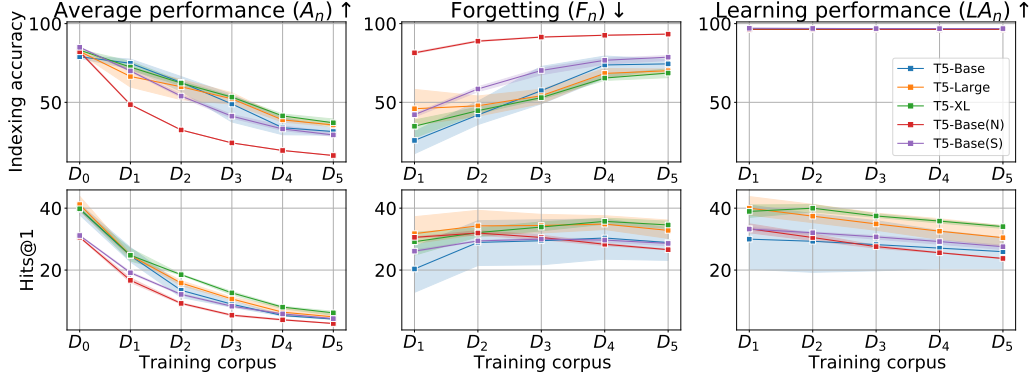 Average performance (Aₙ) ↑
Forgetting (Fₙ) ↓
Learning performance (LAₙ) ↑
Indexing accuracy
100
50
D₀ D₁ D₂ D₃ D₄ D₅
100
50
D₁ D₂ D₃ D₄ D₅
100
50
D₁ D₂ D₃ D₄ D₅
T5-Base
T5-Large
T5-XL
T5-Base(N)
T5-Base(S)
Hits@1
40
20
D₀ D₁ D₂ D₃ D₄ D₅
Training corpus
40
20
D₁ D₂ D₃ D₄ D₅
Training corpus
40
20
D₁ D₂ D₃ D₄ D₅
Training corpus